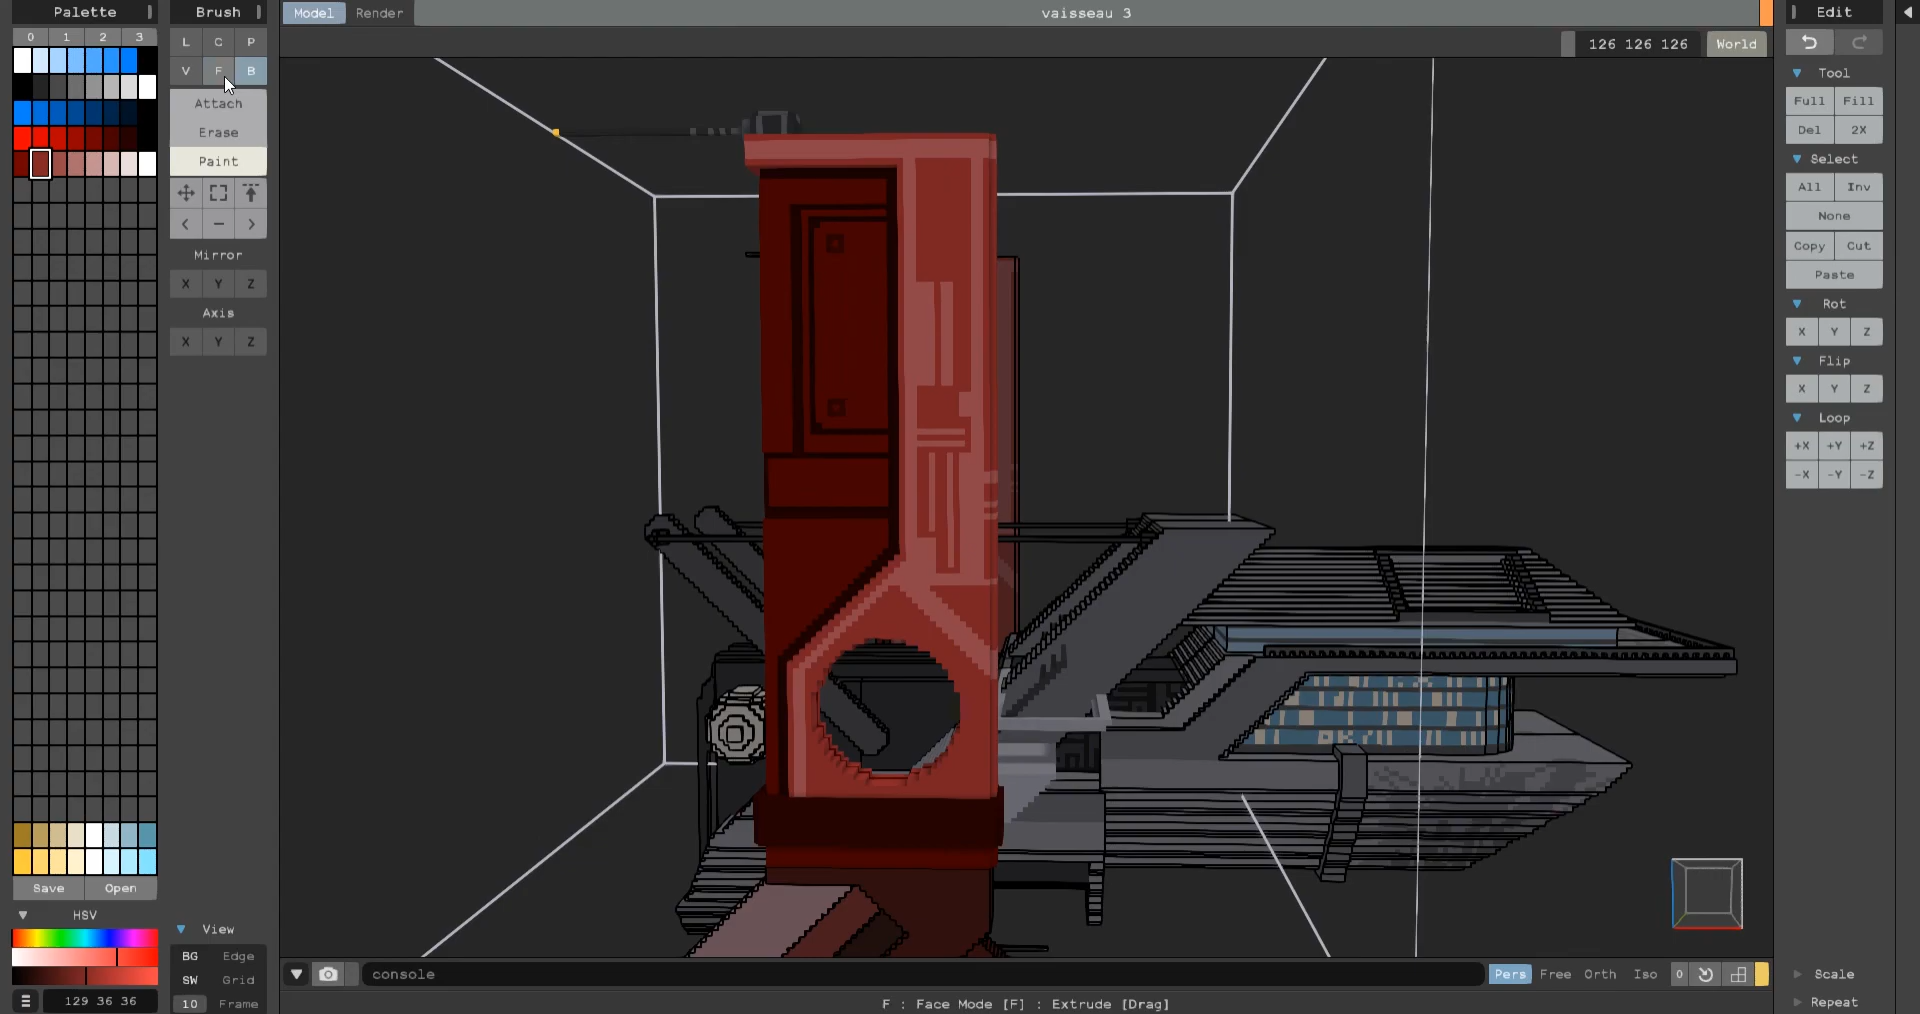 Palette
0 1 2 3
Save Open
HSV
129 36 36
Brush
L C P
V F B
Attach
Erase
Paint
< - >
Mirror
X Y Z
Axis
X Y Z
View
BG Edge
SW Grid
10 Frame
Model Render
vaisseau 3
126 126 126 World
console
Pers Free Orth Iso 0
F : Face Mode [F] : Extrude [Drag]
Edit
Tool
Full Fill
Del 2X
Select
All Inv
None
Copy Cut
Paste
Rot
X Y Z
Flip
X Y Z
Loop
+X +Y +Z
-X -Y -Z
Scale
Repeat